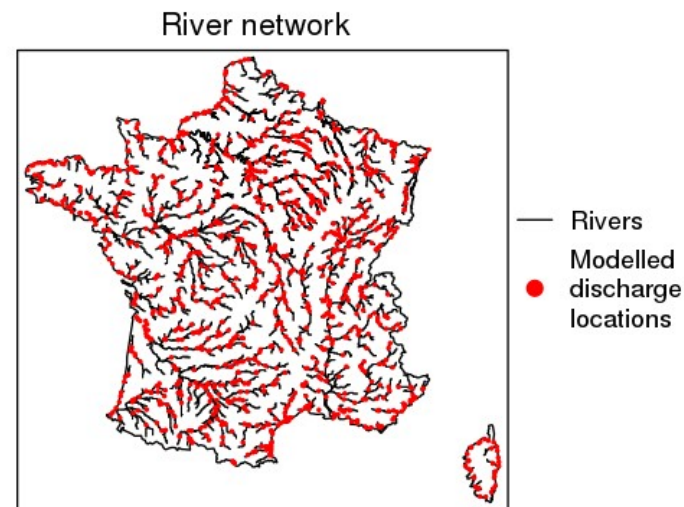 River network
Rivers
Modelled
discharge
locations